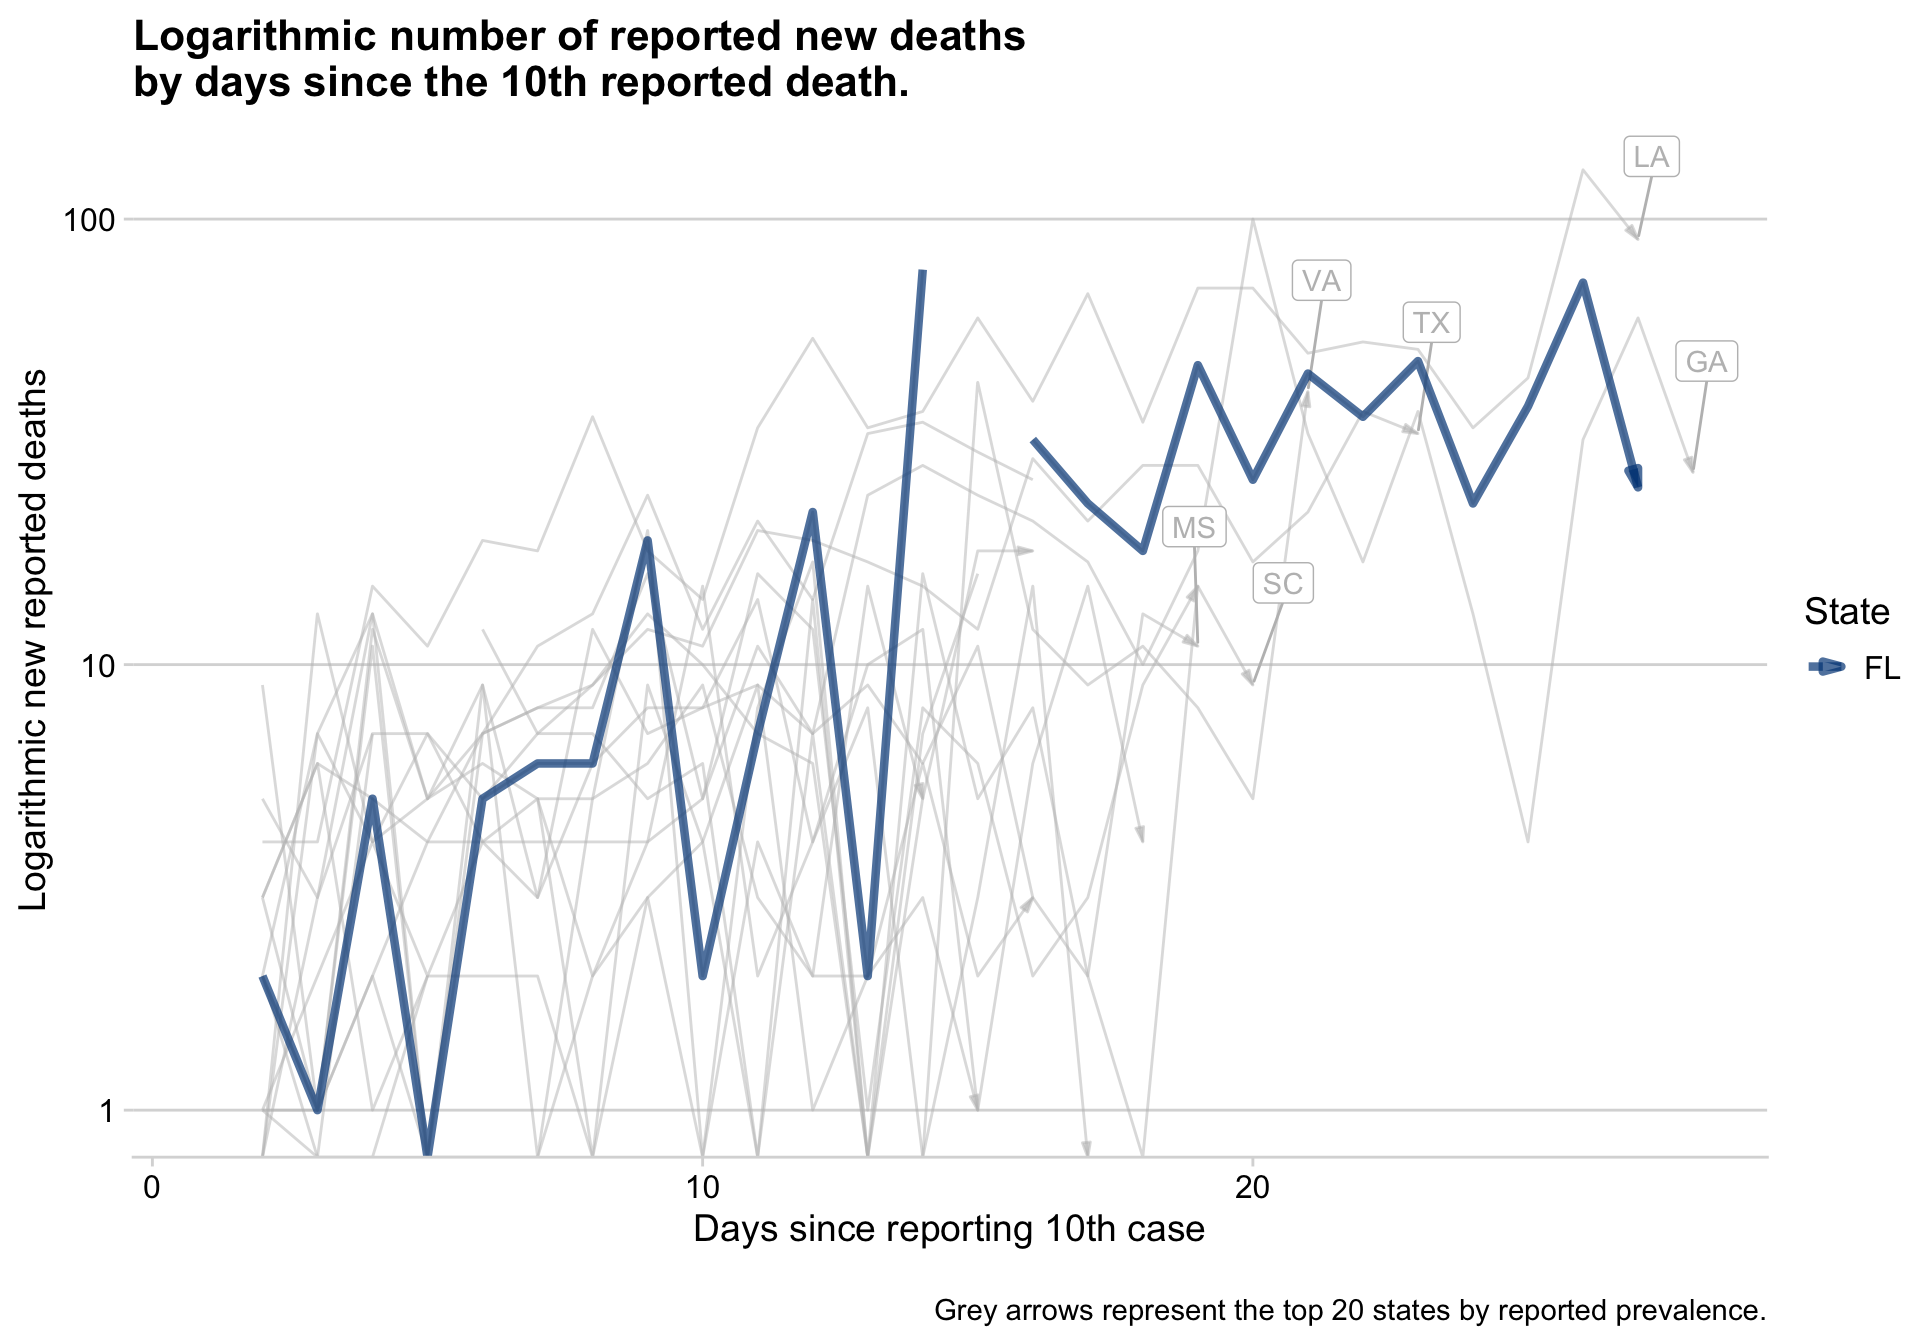 Logarithmic number of reported new deaths
by days since the 10th reported death.
LA
100
VA
TX
GA
MS
SC
10
1
Logarithmic new reported deaths
State
FL
0 10 20
Days since reporting 10th case
Grey arrows represent the top 20 states by reported prevalence.